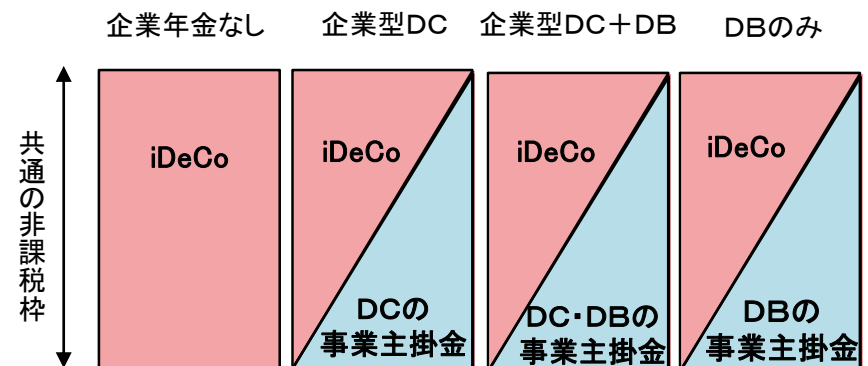 企業年金なし
企業型DC
企業型DC＋DB
DBのみ
共通の非課税枠
iDeCo
iDeCo
iDeCo
iDeCo
DCの
事業主掛金
DC・DBの
事業主掛金
DBの
事業主掛金